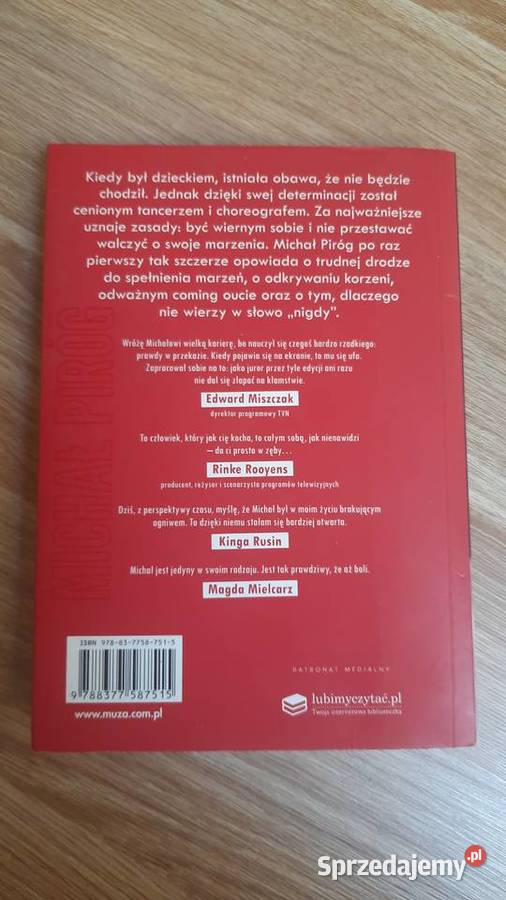 Kiedy był dzieckiem, istniała obawa, że nie będzie
chodził. Jednak dzięki swej determinacji został
cenionym tancerzem i choreografem. Za najważniejsze
uznaje zasady: być wiernym sobie i nie przestawać
walczyć o swoje marzenia. Michał Piróg po raz
pierwszy tak szczerze opowiada o trudnej drodze
do spełnienia marzeń, o odkrywaniu korzeni,
odważnym coming oucie oraz o tym, dlaczego
nie wierzy w słowo „nigdy".
MICHAŁ PIRÓG
Wróżę Michałowi wielką karierę, bo nauczył się czegoś bardzo rzadkiego:
prawdy w przekazie. Kiedy pojawia się na ekranie, to mu się ufa.
Zapracował sobie na to: jako juror przez tyle edycji ani razu
nie dał się złapać na kłamstwie.
Edward Miszczak
dyrektor programowy TVN
To człowiek, który jak cię kocha, to całym sobą, jak nienawidzi
– da ci prosto w zęby...
Rinke Rooyens
producent, reżyser i scenarzysta programów telewizyjnych
Dziś, z perspektywy czasu, myślę, że Michał był w moim życiu brakującym
ogniwem. To dzięki niemu stałam się bardziej otwarta.
Kinga Rusin
Michał jest jedyny w swoim rodzaju. Jest tak prawdziwy, że aż boli.
Magda Mielcarz
ISBN 978-83-7758-751-5
9 788377 587515
www.muza.com.pl
PATRONAT MEDIALNY
lubimyczytać.pl
Twoja internetowa biblioteczka
Sprzedajemy.pl